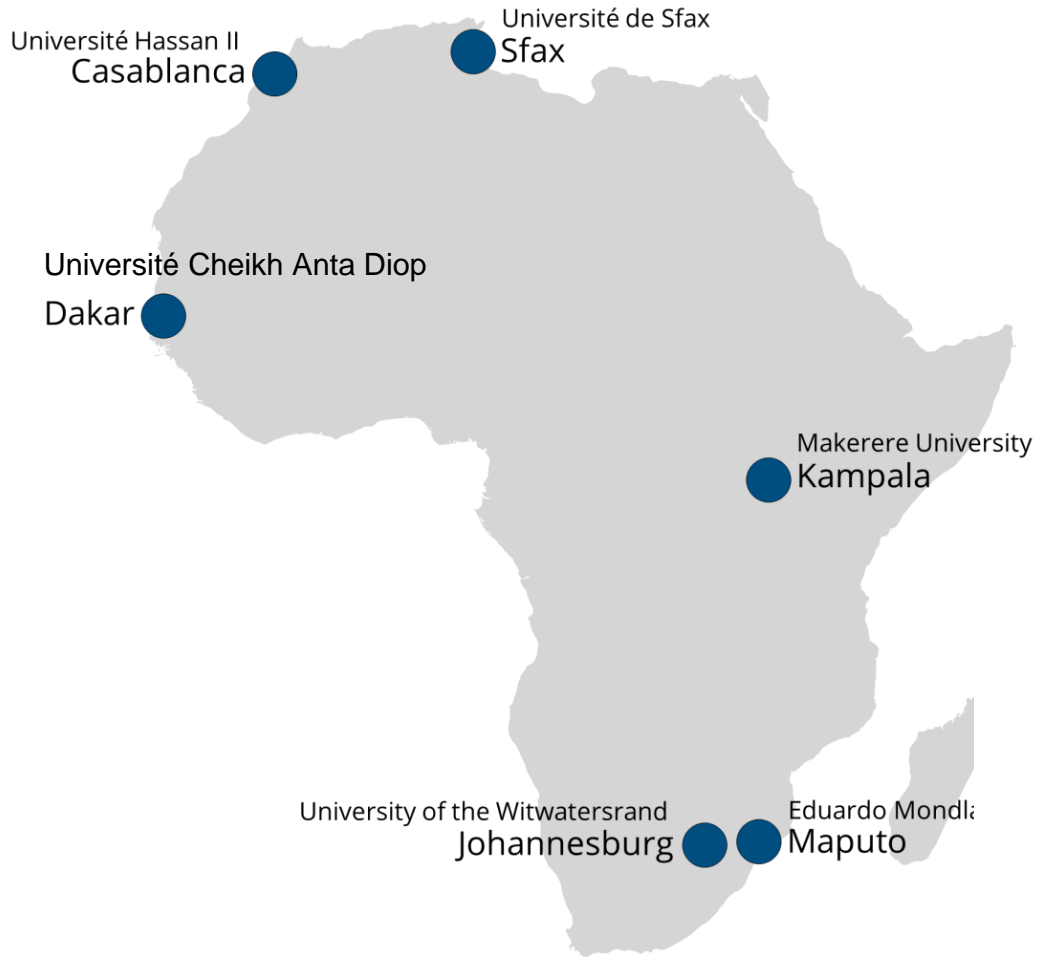 Université de Sfax
Sfax
Université Hassan II
Casablanca
Université Cheikh Anta Diop
Dakar
Makerere University
Kampala
University of the Witwatersrand
Johannesburg
Eduardo Mondla
Maputo